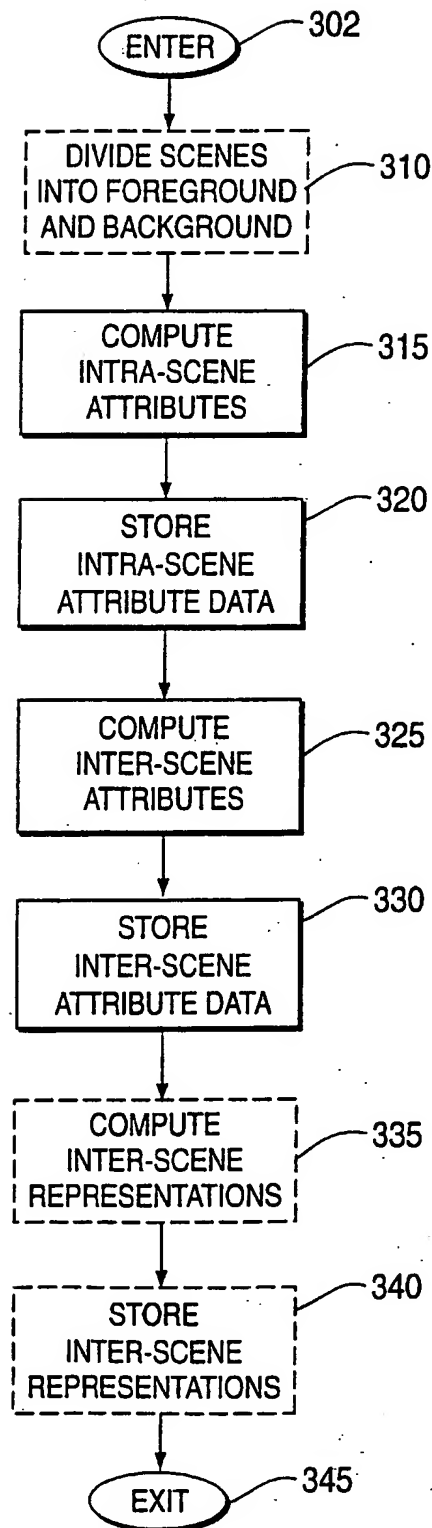 ENTER
302
DIVIDE SCENES
INTO FOREGROUND
AND BACKGROUND
310
COMPUTE
INTRA-SCENE
ATTRIBUTES
315
STORE
INTRA-SCENE
ATTRIBUTE DATA
320
COMPUTE
INTER-SCENE
ATTRIBUTES
325
STORE
INTER-SCENE
ATTRIBUTE DATA
330
COMPUTE
INTER-SCENE
REPRESENTATIONS
335
STORE
INTER-SCENE
REPRESENTATIONS
340
EXIT
345